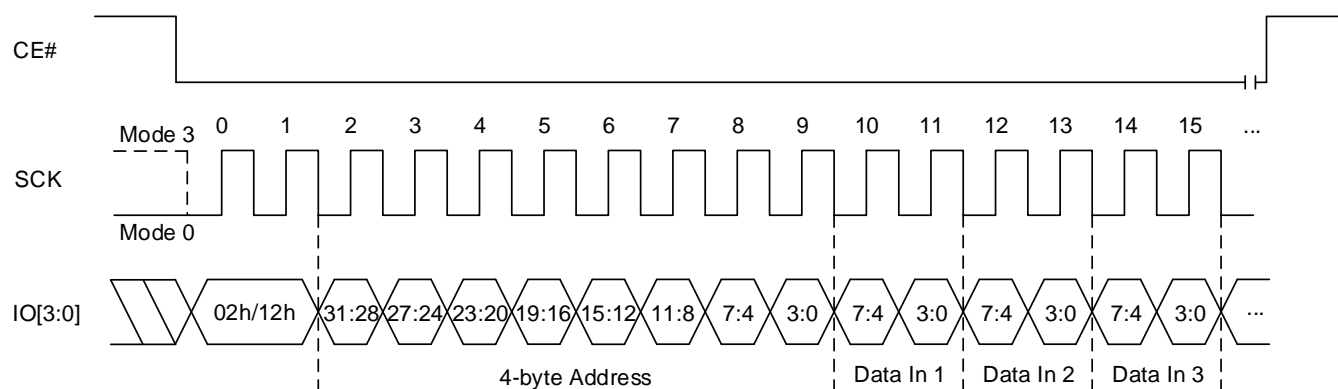 CE#
0 1 2 3 4 5 6 7 8 9 10 11 12 13 14 15 ...
Mode 3
SCK
Mode 0
IO[3:0] 02h/12h 31:28 27:24 23:20 19:16 15:12 11:8 7:4 3:0 7:4 3:0 7:4 3:0 7:4 3:0 ...
4-byte Address Data In 1 Data In 2 Data In 3